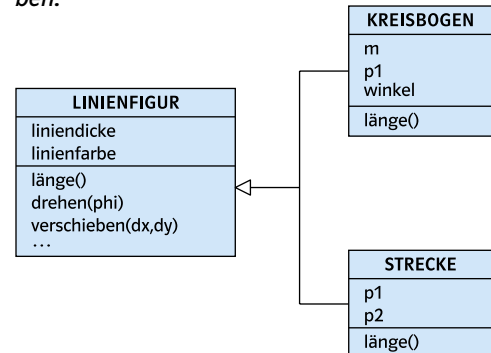 ben.
KREISBOGEN
m
p1
winkel
länge()
LINIENFIGUR
liniendicke
linienfarbe
länge()
drehen(phi)
verschieben(dx,dy)
...
STRECKE
p1
p2
länge()